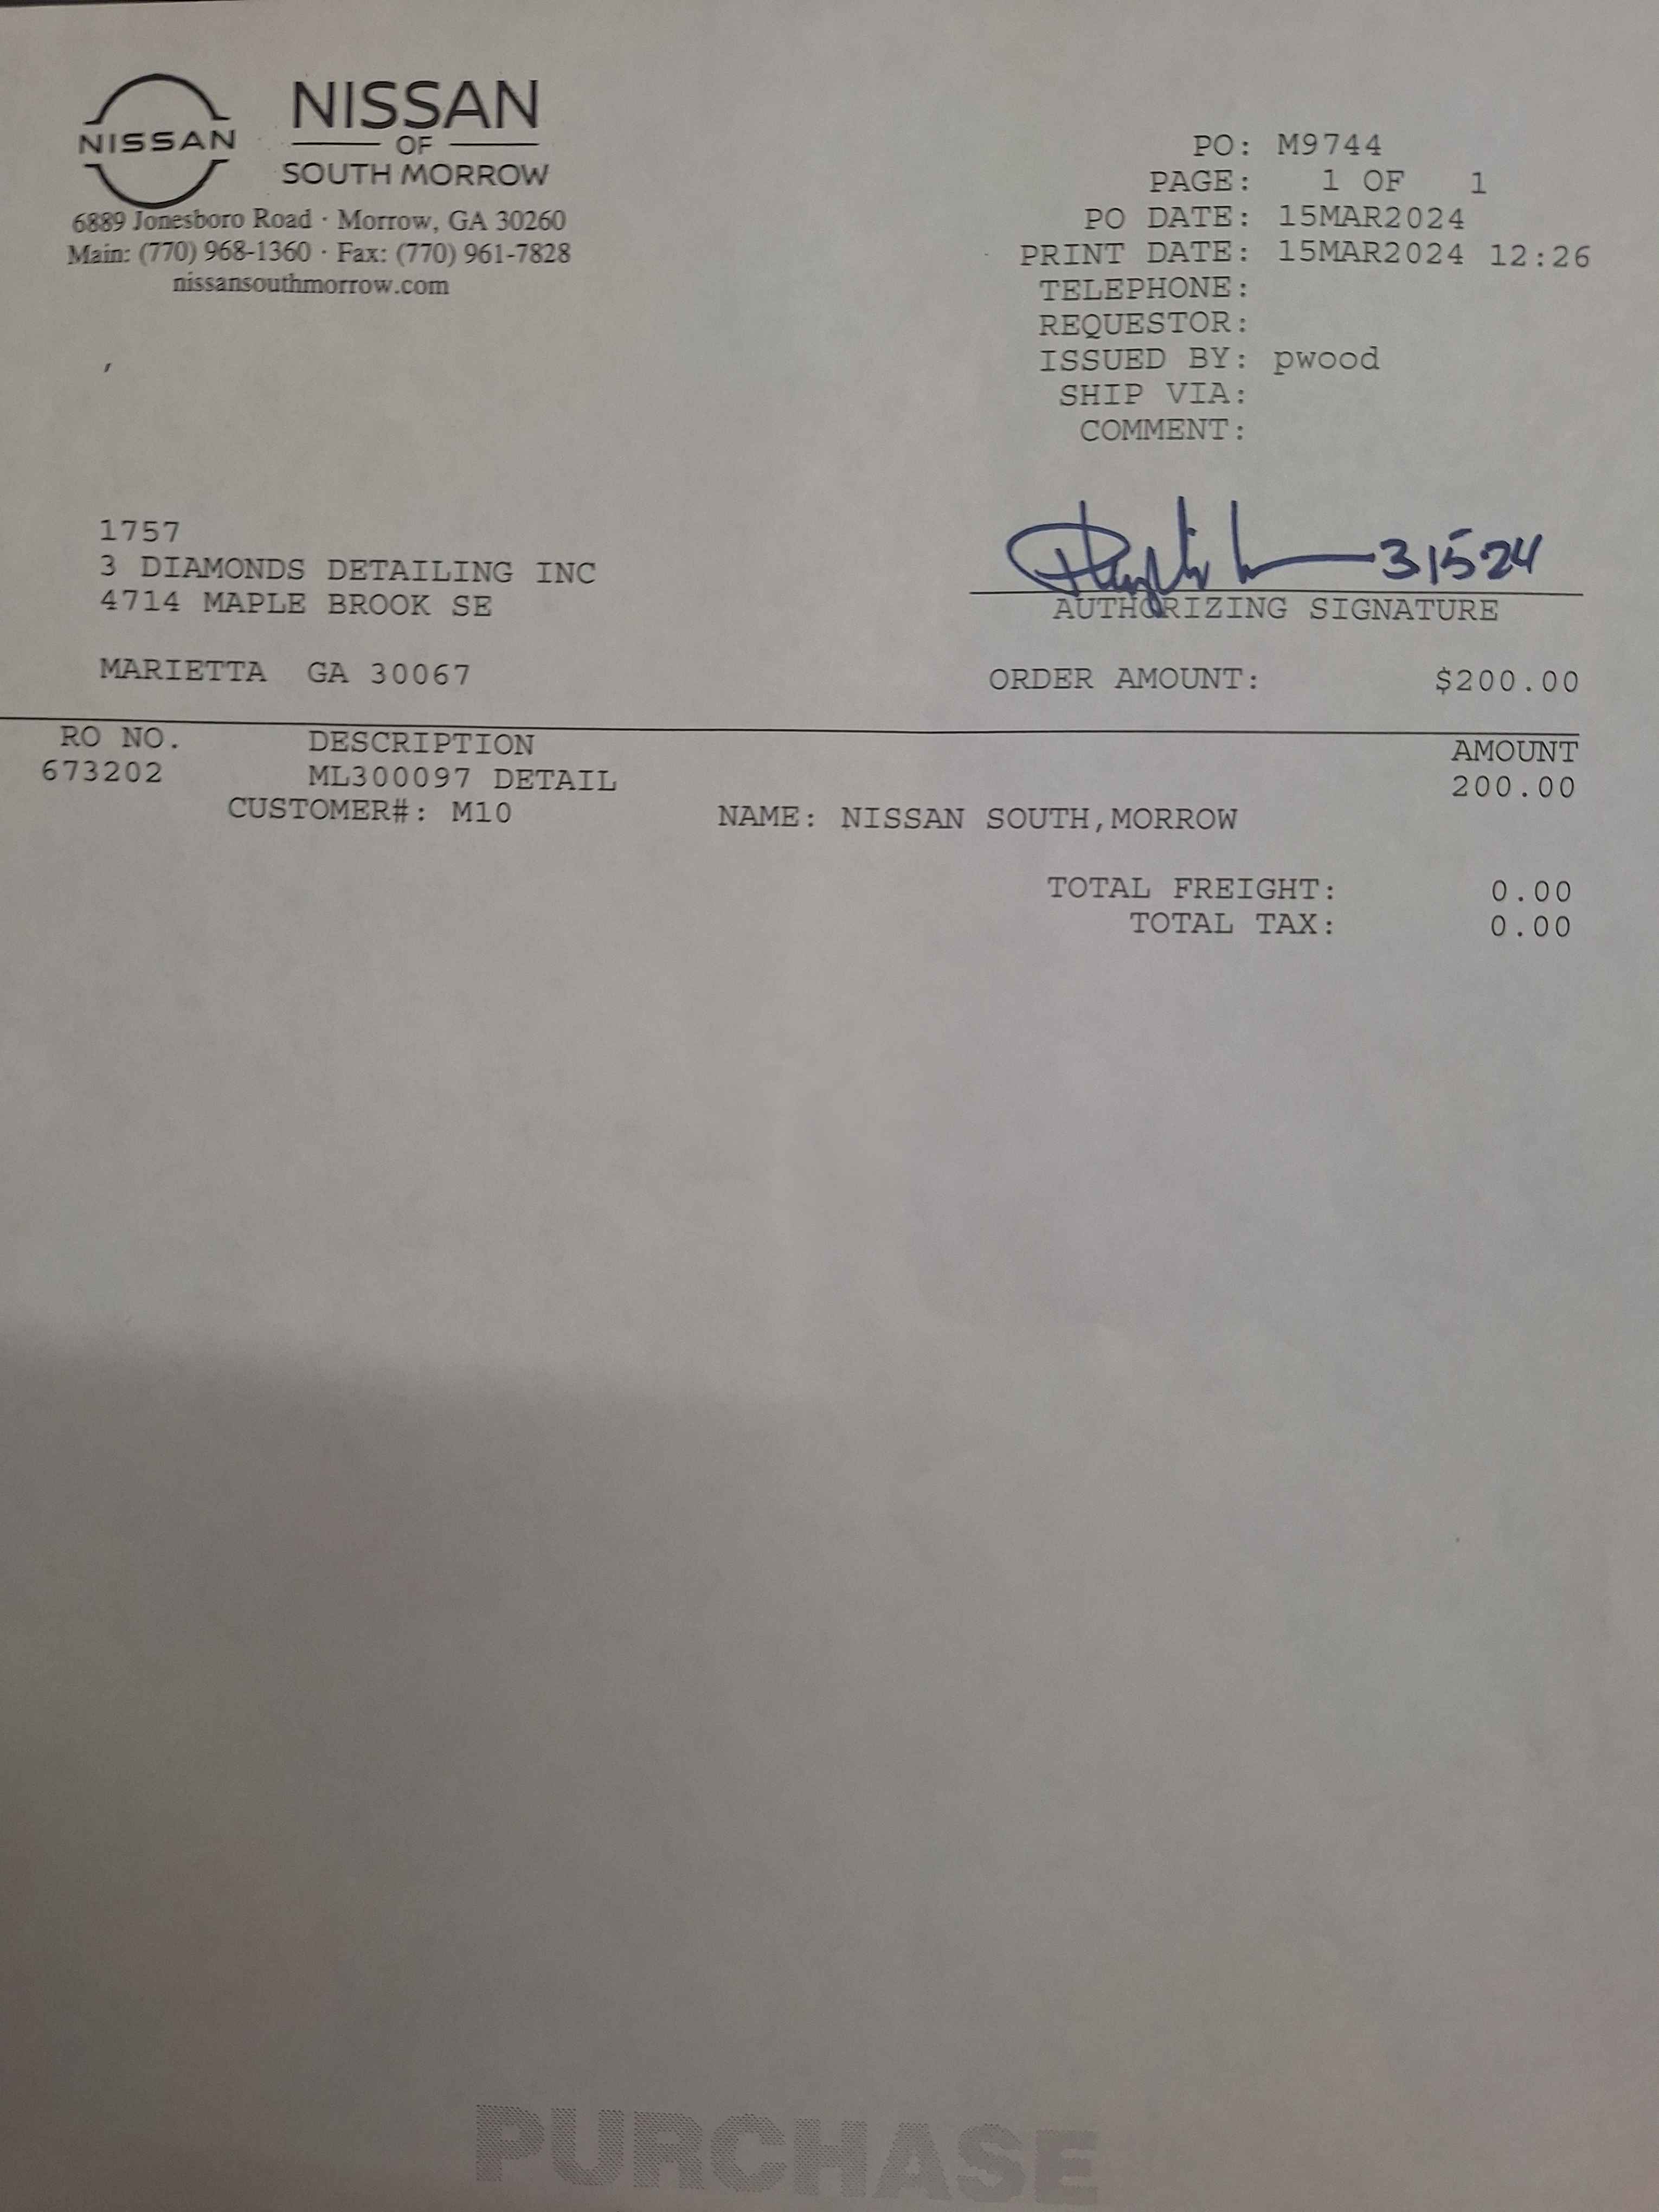 NISSAN
NISSAN
OF
SOUTH MORROW
6889 Jonesboro Road · Morrow, GA 30260
Main: (770) 968-1360 · Fax: (770) 961-7828
nissansouthmorrow.com
PO: M9744
PAGE: 1 OF 1
PO DATE: 15MAR2024
PRINT DATE: 15MAR2024 12:26
TELEPHONE:
REQUESTOR:
ISSUED BY: pwood
SHIP VIA:
COMMENT:
1757
3 DIAMONDS DETAILING INC
4714 MAPLE BROOK SE
MARIETTA GA 30067
31524
AUTHORIZING SIGNATURE
ORDER AMOUNT: $200.00
RO NO. DESCRIPTION AMOUNT
673202 ML300097 DETAIL 200.00
CUSTOMER#: M10 NAME: NISSAN SOUTH,MORROW
TOTAL FREIGHT: 0.00
TOTAL TAX: 0.00
PURCHASE